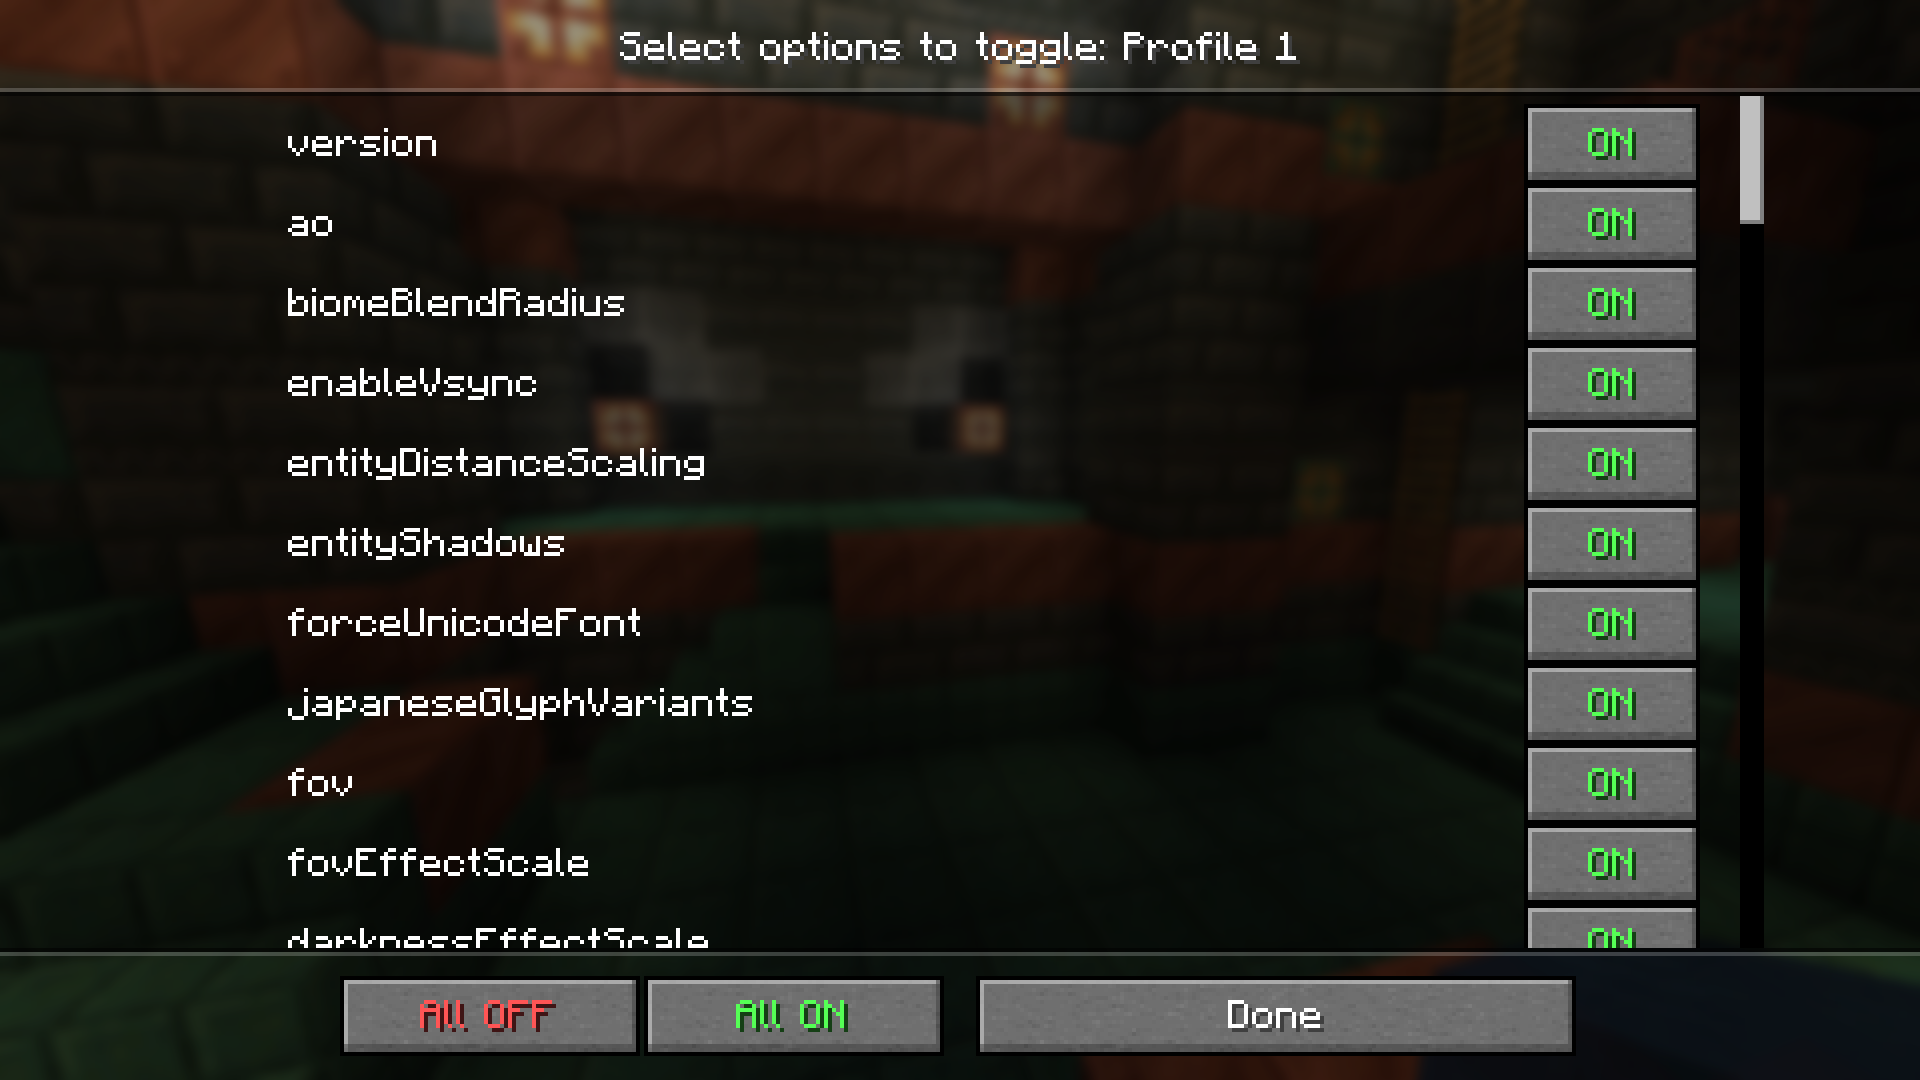 Select options to toggle: Profile 1
version ON
ao ON
biomeBlendRadius ON
enableVsync ON
entityDistanceScaling ON
entityShadows ON
forceUnicodeFont ON
japaneseGlyphVariants ON
fov ON
fovEffectScale ON
darknessEffectScale ON
All OFF All ON Done